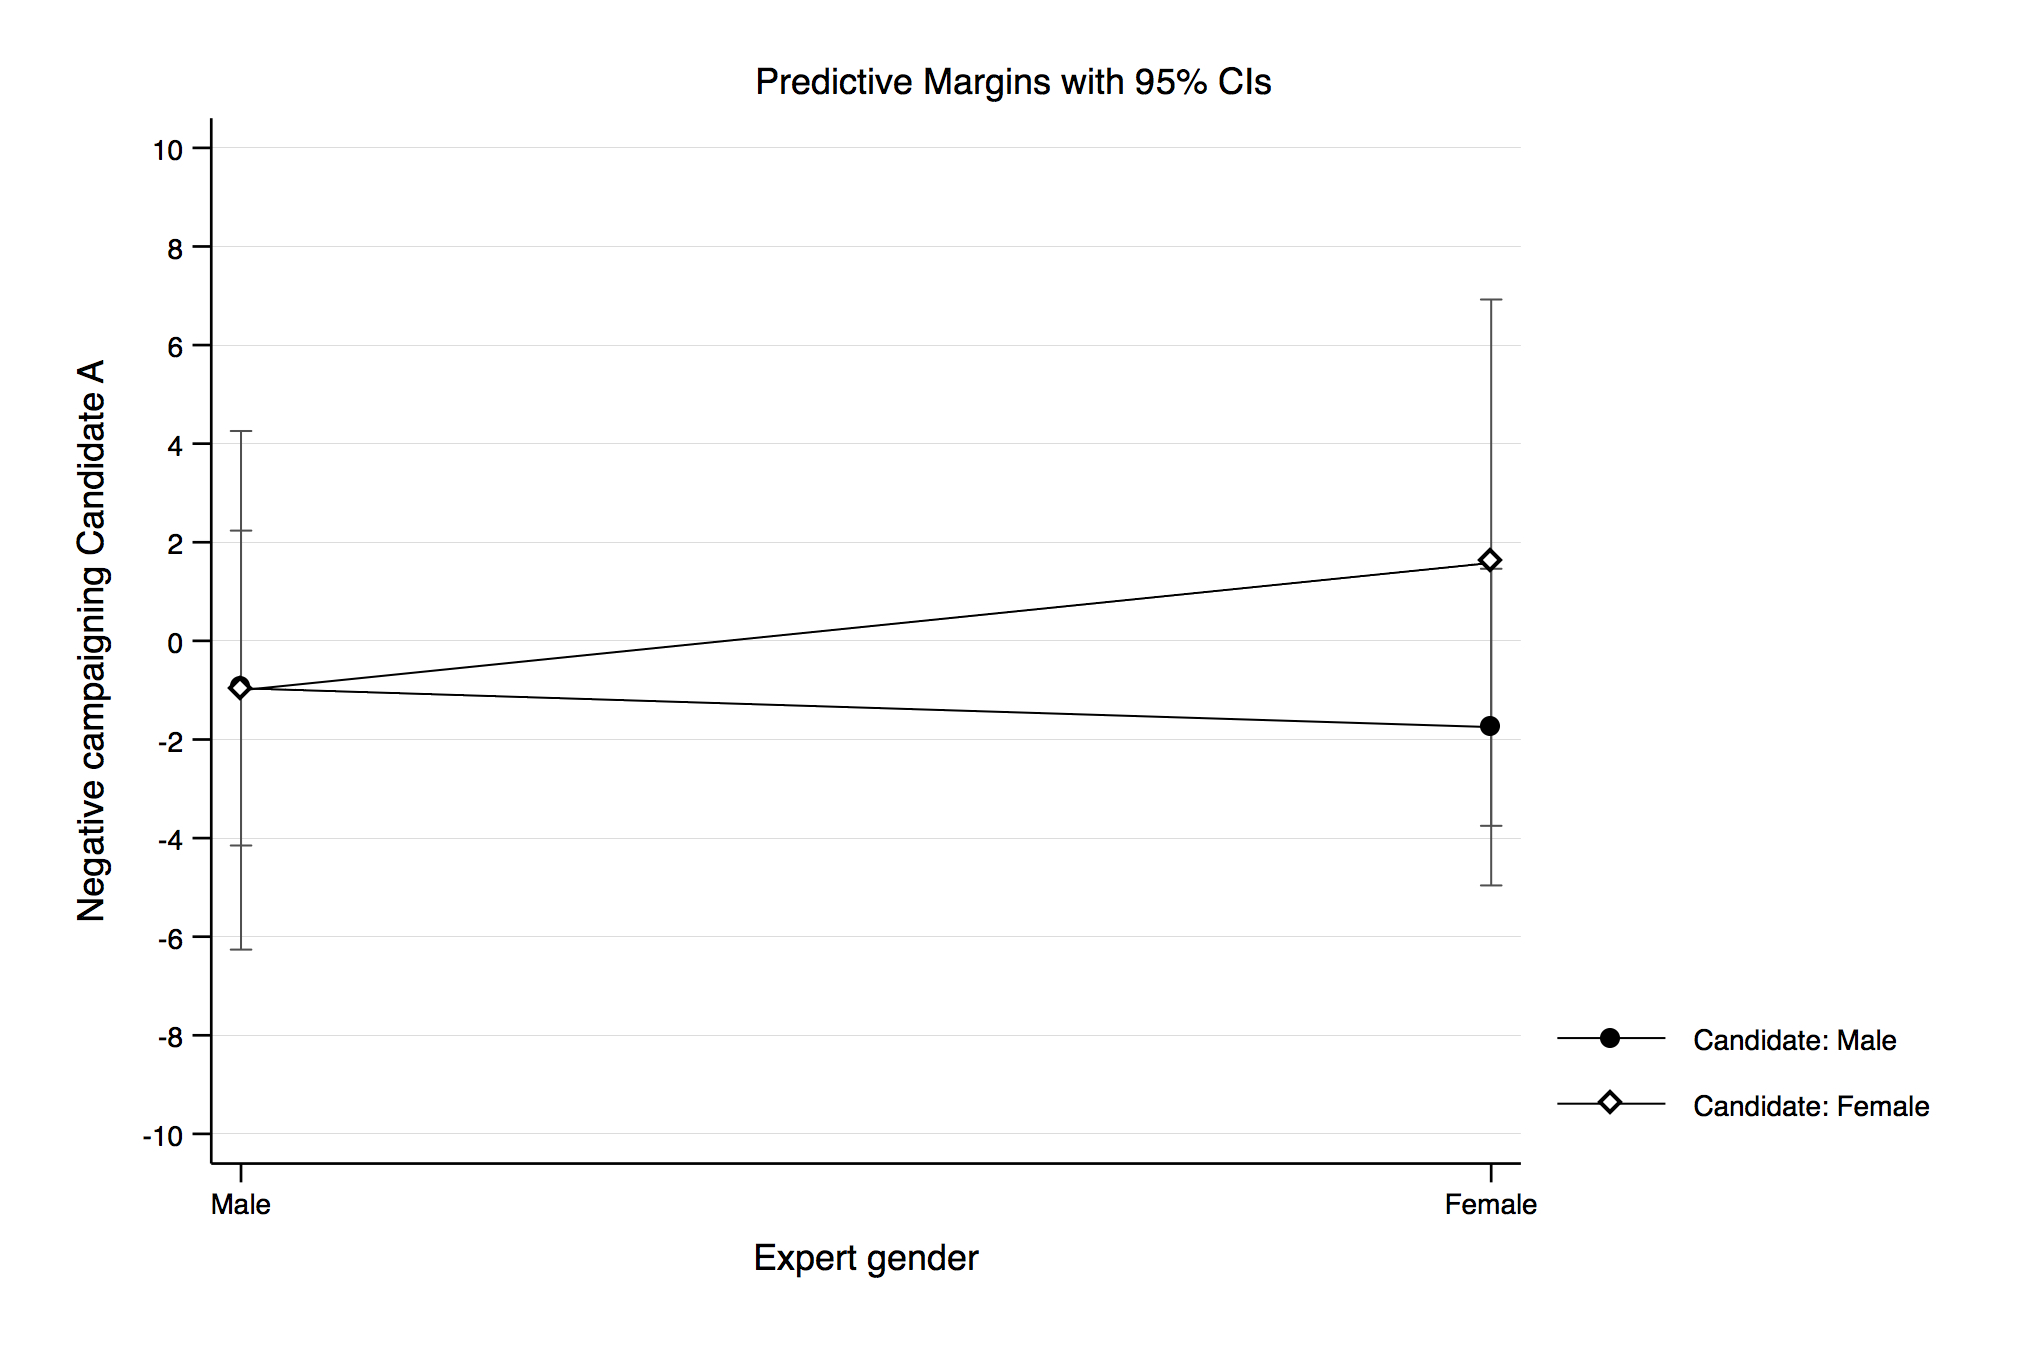 Predictive Margins with 95% CIs
10
8
6
4
2
0
-2
-4
-6
-8
-10
Negative campaigning Candidate A
Male
Female
Expert gender
Candidate: Male
Candidate: Female